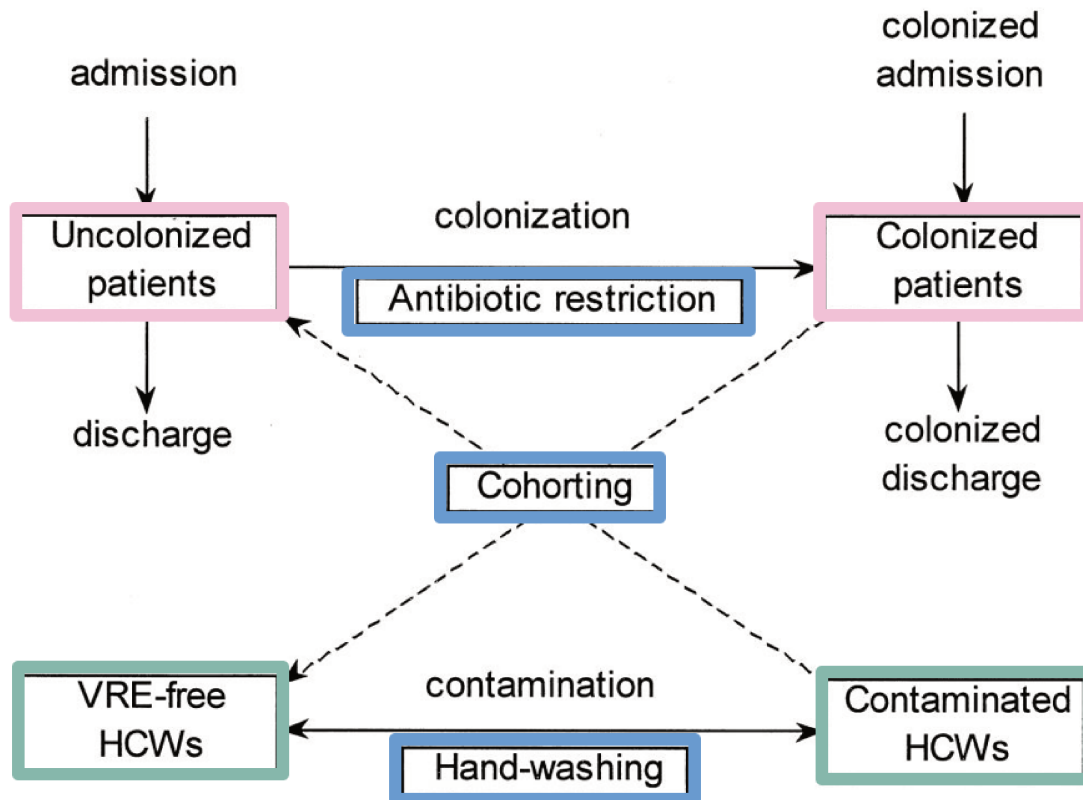 admission
colonized
admission
Uncolonized
patients
colonization
Colonized
patients
Antibiotic restriction
discharge
colonized
discharge
Cohorting
VRE-free
HCWs
contamination
Contaminated
HCWs
Hand-washing